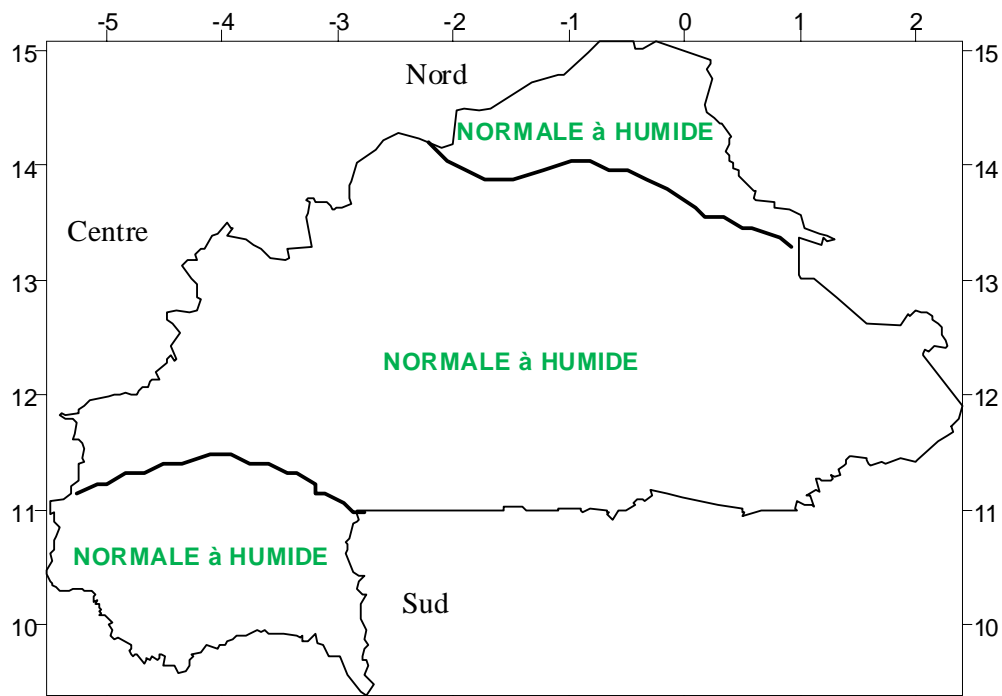 -5 -4 -3 -2 -1 0 1 2
15 15
Nord
NORMALE à HUMIDE
14 14
Centre
13 13
NORMALE à HUMIDE
12 12
11 11
NORMALE à HUMIDE
Sud
10 10